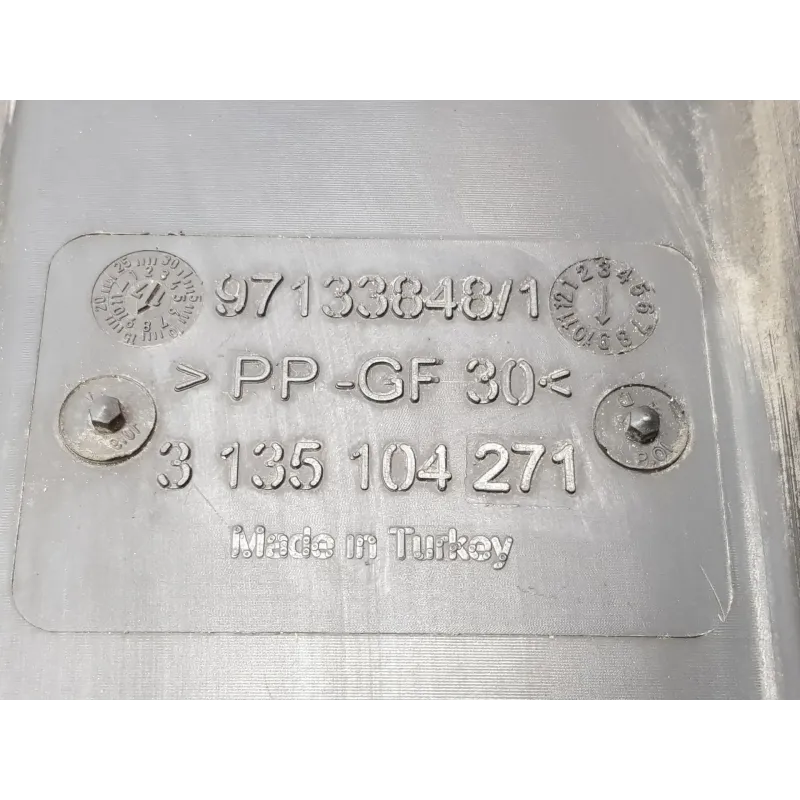 97133848/1
> PP-GF 30<
3 135 104 271
Made in Turkey